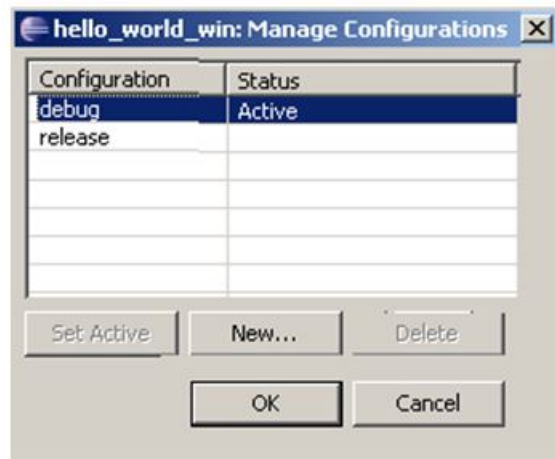 hello_world_win: Manage Configurations
Configuration Status
debug Active
release
Set Active New... Delete
OK Cancel